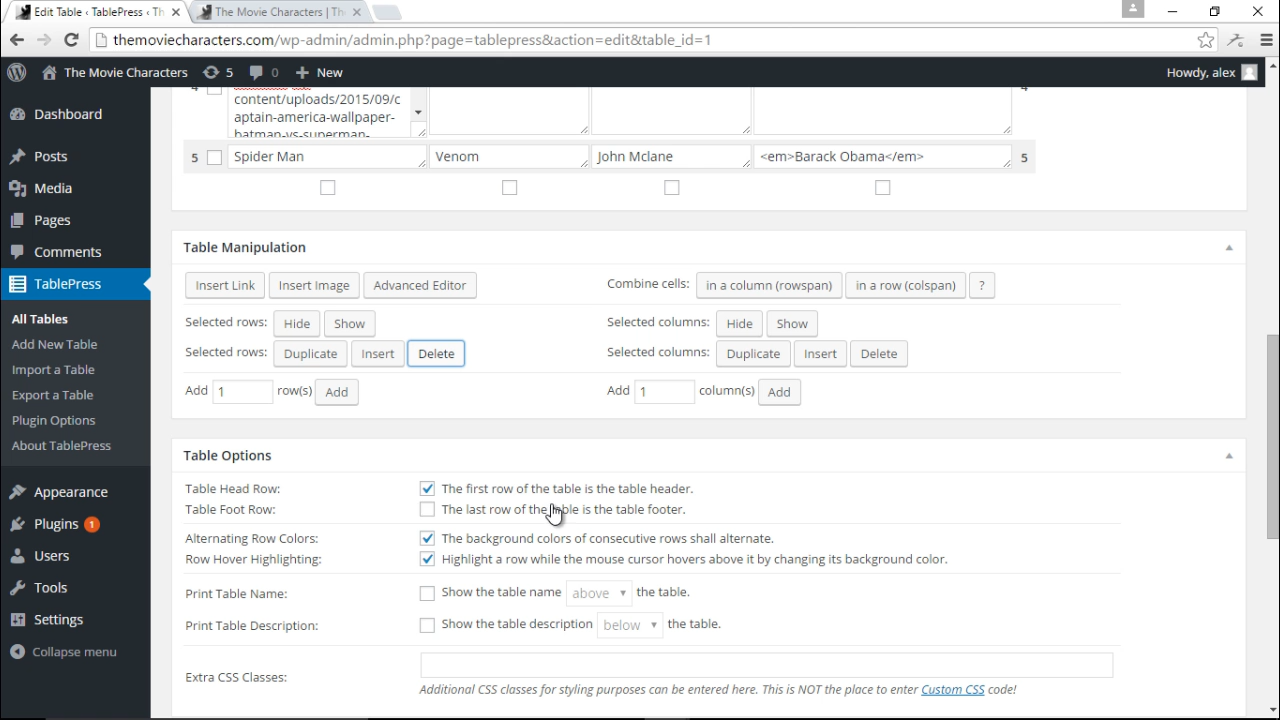 Edit Table ‹ TablePress ‹ Th
The Movie Characters | Th
themoviecharacters.com/wp-admin/admin.php?page=tablepress&action=edit&table_id=1
The Movie Characters 5 0 + New Howdy, alex
Dashboard
Posts
Media
Pages
Comments
TablePress
All Tables
Add New Table
Import a Table
Export a Table
Plugin Options
About TablePress
Appearance
Plugins 1
Users
Tools
Settings
Collapse menu
content/uploads/2015/09/c
aptain-america-wallpaper-
batman-vs-superman-
5 Spider Man Venom John Mclane <em>Barack Obama</em> 5
Table Manipulation
Insert Link Insert Image Advanced Editor Combine cells: in a column (rowspan) in a row (colspan) ?
Selected rows: Hide Show Selected columns: Hide Show
Selected rows: Duplicate Insert Delete Selected columns: Duplicate Insert Delete
Add 1 row(s) Add Add 1 column(s) Add
Table Options
Table Head Row: The first row of the table is the table header.
Table Foot Row: The last row of the table is the table footer.
Alternating Row Colors: The background colors of consecutive rows shall alternate.
Row Hover Highlighting: Highlight a row while the mouse cursor hovers above it by changing its background color.
Print Table Name: Show the table name above the table.
Print Table Description: Show the table description below the table.
Extra CSS Classes:
Additional CSS classes for styling purposes can be entered here. This is NOT the place to enter Custom CSS code!